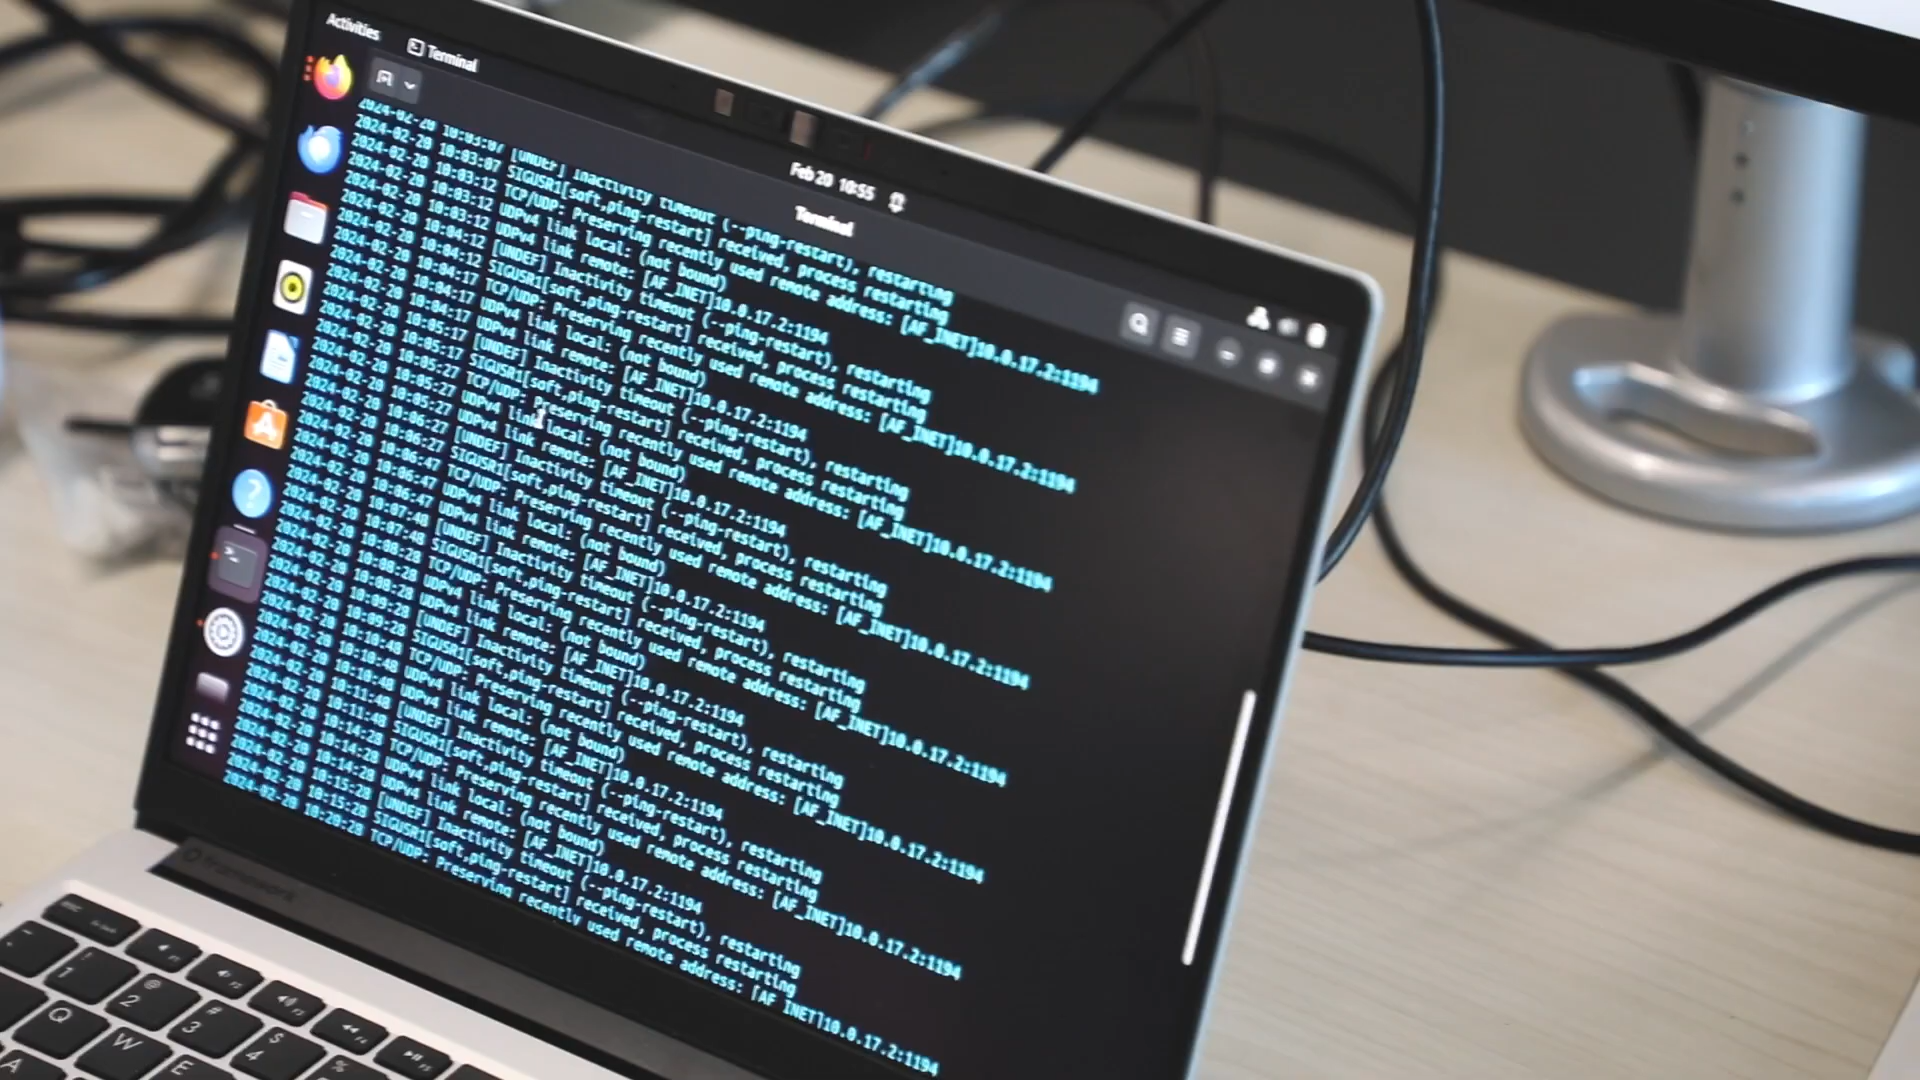 Activities
Terminal
Feb 20 10:55
Terminal
2024-02-20 10:03:07 [UNDEF] Inactivity timeout (--ping-restart), restarting
2024-02-20 10:03:07 SIGUSR1[soft,ping-restart] received, process restarting
2024-02-20 10:03:12 TCP/UDP: Preserving recently used remote address: [AF_INET]10.0.17.2:1194
2024-02-20 10:03:12 UDPv4 link local: (not bound)
2024-02-20 10:03:12 UDPv4 link remote: [AF_INET]10.0.17.2:1194
2024-02-20 10:04:12 [UNDEF] Inactivity timeout (--ping-restart), restarting
2024-02-20 10:04:12 SIGUSR1[soft,ping-restart] received, process restarting
2024-02-20 10:04:17 TCP/UDP: Preserving recently used remote address: [AF_INET]10.0.17.2:1194
2024-02-20 10:04:17 UDPv4 link local: (not bound)
2024-02-20 10:04:17 UDPv4 link remote: [AF_INET]10.0.17.2:1194
2024-02-20 10:05:17 [UNDEF] Inactivity timeout (--ping-restart), restarting
2024-02-20 10:05:17 SIGUSR1[soft,ping-restart] received, process restarting
2024-02-20 10:05:27 TCP/UDP: Preserving recently used remote address: [AF_INET]10.0.17.2:1194
2024-02-20 10:05:27 UDPv4 link local: (not bound)
2024-02-20 10:05:27 UDPv4 link remote: [AF_INET]10.0.17.2:1194
2024-02-20 10:06:27 [UNDEF] Inactivity timeout (--ping-restart), restarting
2024-02-20 10:06:27 SIGUSR1[soft,ping-restart] received, process restarting
2024-02-20 10:06:47 TCP/UDP: Preserving recently used remote address: [AF_INET]10.0.17.2:1194
2024-02-20 10:06:47 UDPv4 link local: (not bound)
2024-02-20 10:06:47 UDPv4 link remote: [AF_INET]10.0.17.2:1194
2024-02-20 10:07:48 [UNDEF] Inactivity timeout (--ping-restart), restarting
2024-02-20 10:07:48 SIGUSR1[soft,ping-restart] received, process restarting
2024-02-20 10:08:28 TCP/UDP: Preserving recently used remote address: [AF_INET]10.0.17.2:1194
2024-02-20 10:08:28 UDPv4 link local: (not bound)
2024-02-20 10:08:28 UDPv4 link remote: [AF_INET]10.0.17.2:1194
2024-02-20 10:09:28 [UNDEF] Inactivity timeout (--ping-restart), restarting
2024-02-20 10:09:28 SIGUSR1[soft,ping-restart] received, process restarting
2024-02-20 10:10:48 TCP/UDP: Preserving recently used remote address: [AF_INET]10.0.17.2:1194
2024-02-20 10:10:48 UDPv4 link local: (not bound)
2024-02-20 10:10:48 UDPv4 link remote: [AF_INET]10.0.17.2:1194
2024-02-20 10:11:48 [UNDEF] Inactivity timeout (--ping-restart), restarting
2024-02-20 10:11:48 SIGUSR1[soft,ping-restart] received, process restarting
2024-02-20 10:14:28 TCP/UDP: Preserving recently used remote address: [AF_INET]10.0.17.2:1194
2024-02-20 10:14:28 UDPv4 link local: (not bound)
2024-02-20 10:14:28 UDPv4 link remote: [AF_INET]10.0.17.2:1194
2024-02-20 10:15:28 [UNDEF] Inactivity timeout (--ping-restart), restarting
2024-02-20 10:15:28 SIGUSR1[soft,ping-restart] received, process restarting
2024-02-20 10:20:28 TCP/UDP: Preserving recently used remote address: [AF_INET]10.0.17.2:1194
framework
esc
! 1
@ 2
# 3
$ 4
%
Q W E
A